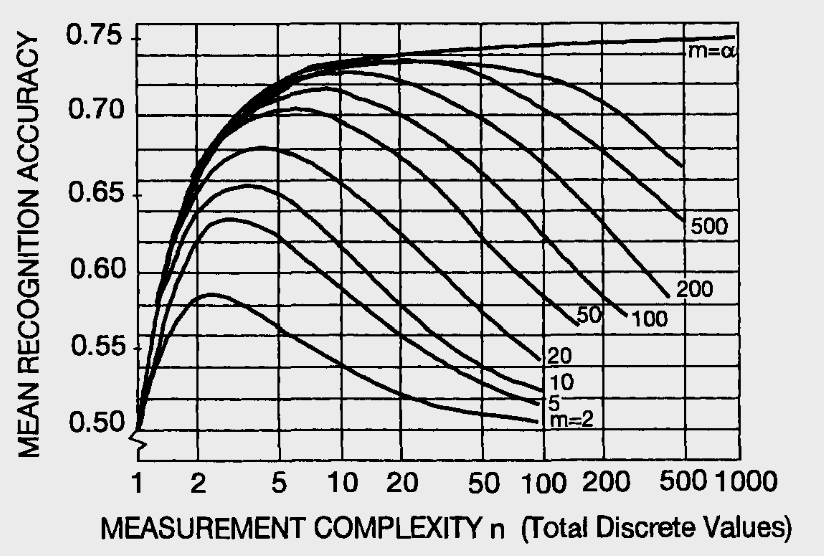 MEAN RECOGNITION ACCURACY
0.75
0.70
0.65
0.60
0.55
0.50
m=α
500
200
100
50
20
10
5
m=2
1 2 5 10 20 50 100 200 500 1000
MEASUREMENT COMPLEXITY n (Total Discrete Values)